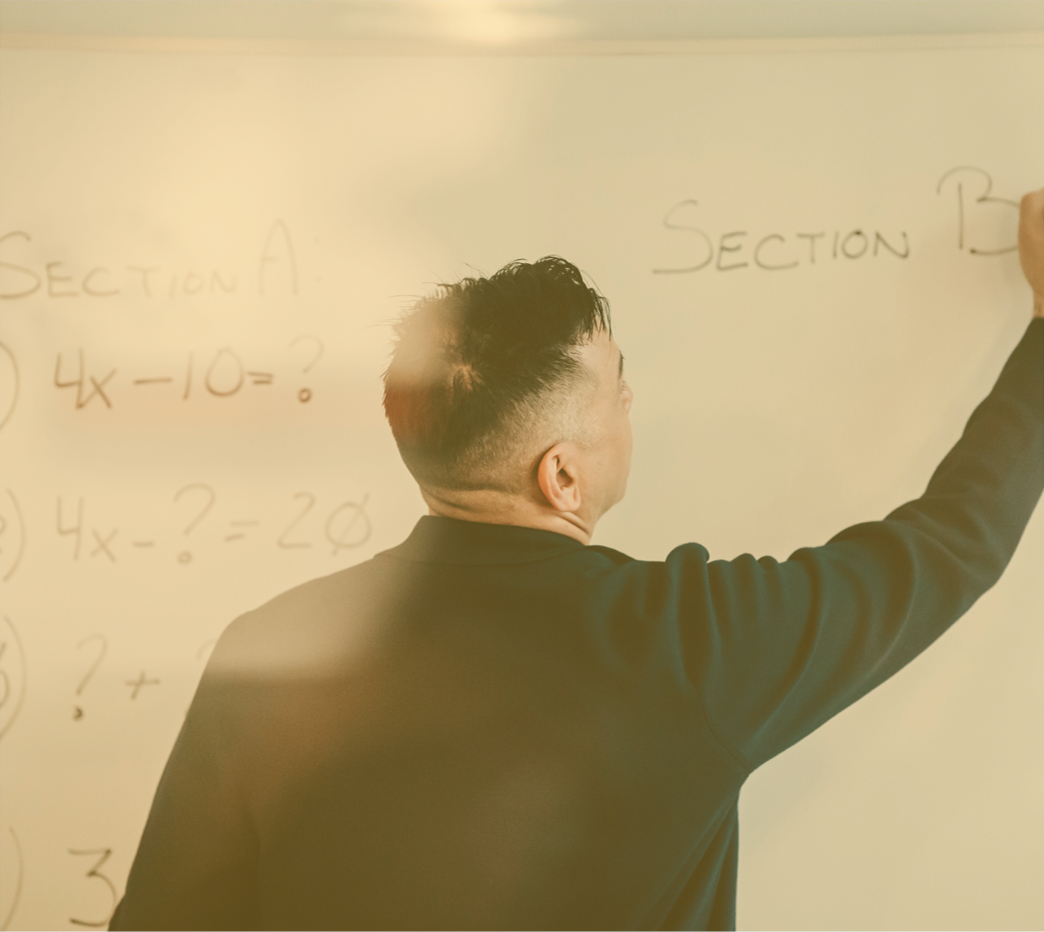 SECTION A
4x - 10 = ?
4x - ? = 20
? +
3
SECTION B